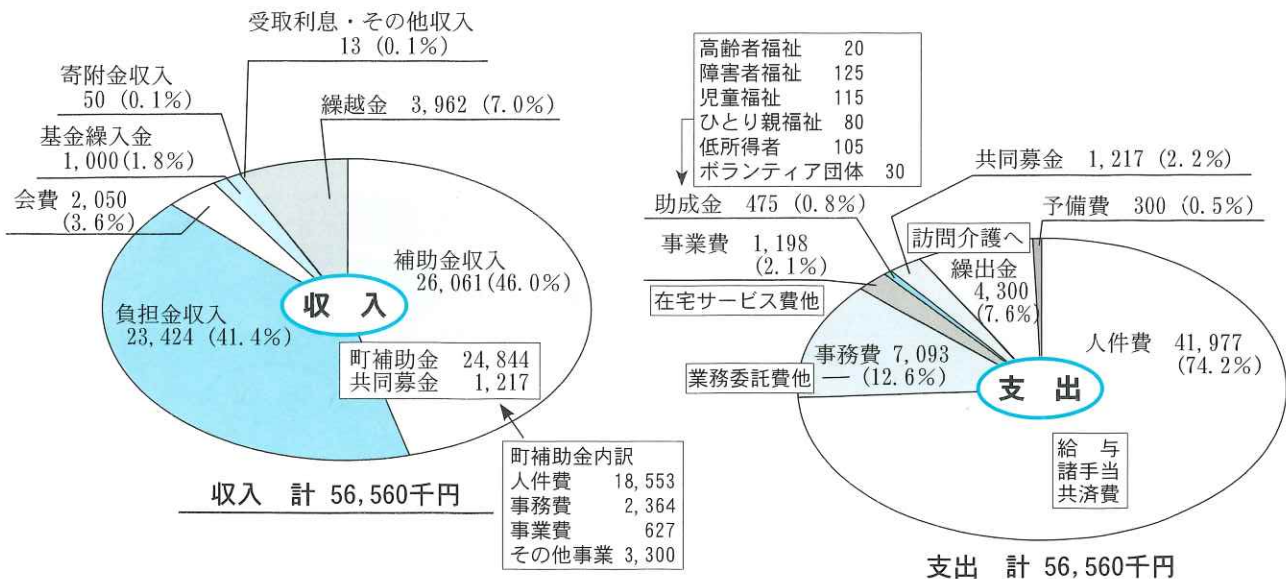 受取利息・その他収入
13 (0.1%)
寄附金収入
50 (0.1%)
繰越金 3,962 (7.0%)
基金繰入金
1,000(1.8%)
会費 2,050
(3.6%)
補助金収入
26,061(46.0%)
収 入
負担金収入
23,424 (41.4%)
町補助金 24,844
共同募金 1,217
町補助金内訳
人件費 18,553
事務費 2,364
事業費 627
その他事業 3,300
収入 計 56,560千円
高齢者福祉 20
障害者福祉 125
児童福祉 115
ひとり親福祉 80
低所得者 105
ボランティア団体 30
共同募金 1,217 (2.2%)
助成金 475 (0.8%)
予備費 300 (0.5%)
事業費 1,198
(2.1%)
訪問介護へ
繰出金
4,300
(7.6%)
在宅サービス費他
人件費 41,977
(74.2%)
事務費 7,093
(12.6%)
業務委託費他
支 出
給 与
諸手当
共済費
支出 計 56,560千円